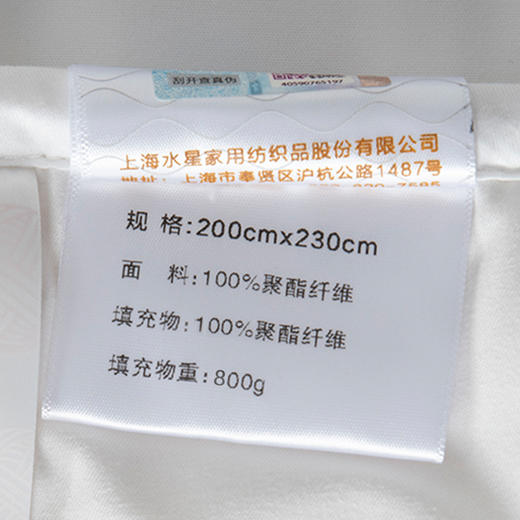 刮开查真伪
40590765197
上海水星家用纺织品股份有限公司
地址：上海市奉贤区沪杭公路1487号
规格:200cmx230cm
面料:100%聚酯纤维
填充物:100%聚酯纤维
填充物重:800g